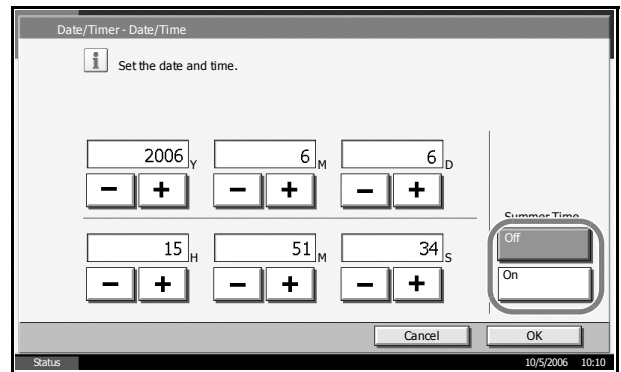 Date/Timer - Date/Time
i Set the date and time.
2006 Y 6 M 6 D
− + − + − +
Summer Time
Off
15 H 51 M 34 S
On
− + − + − +
Cancel OK
Status 10/5/2006 10:10